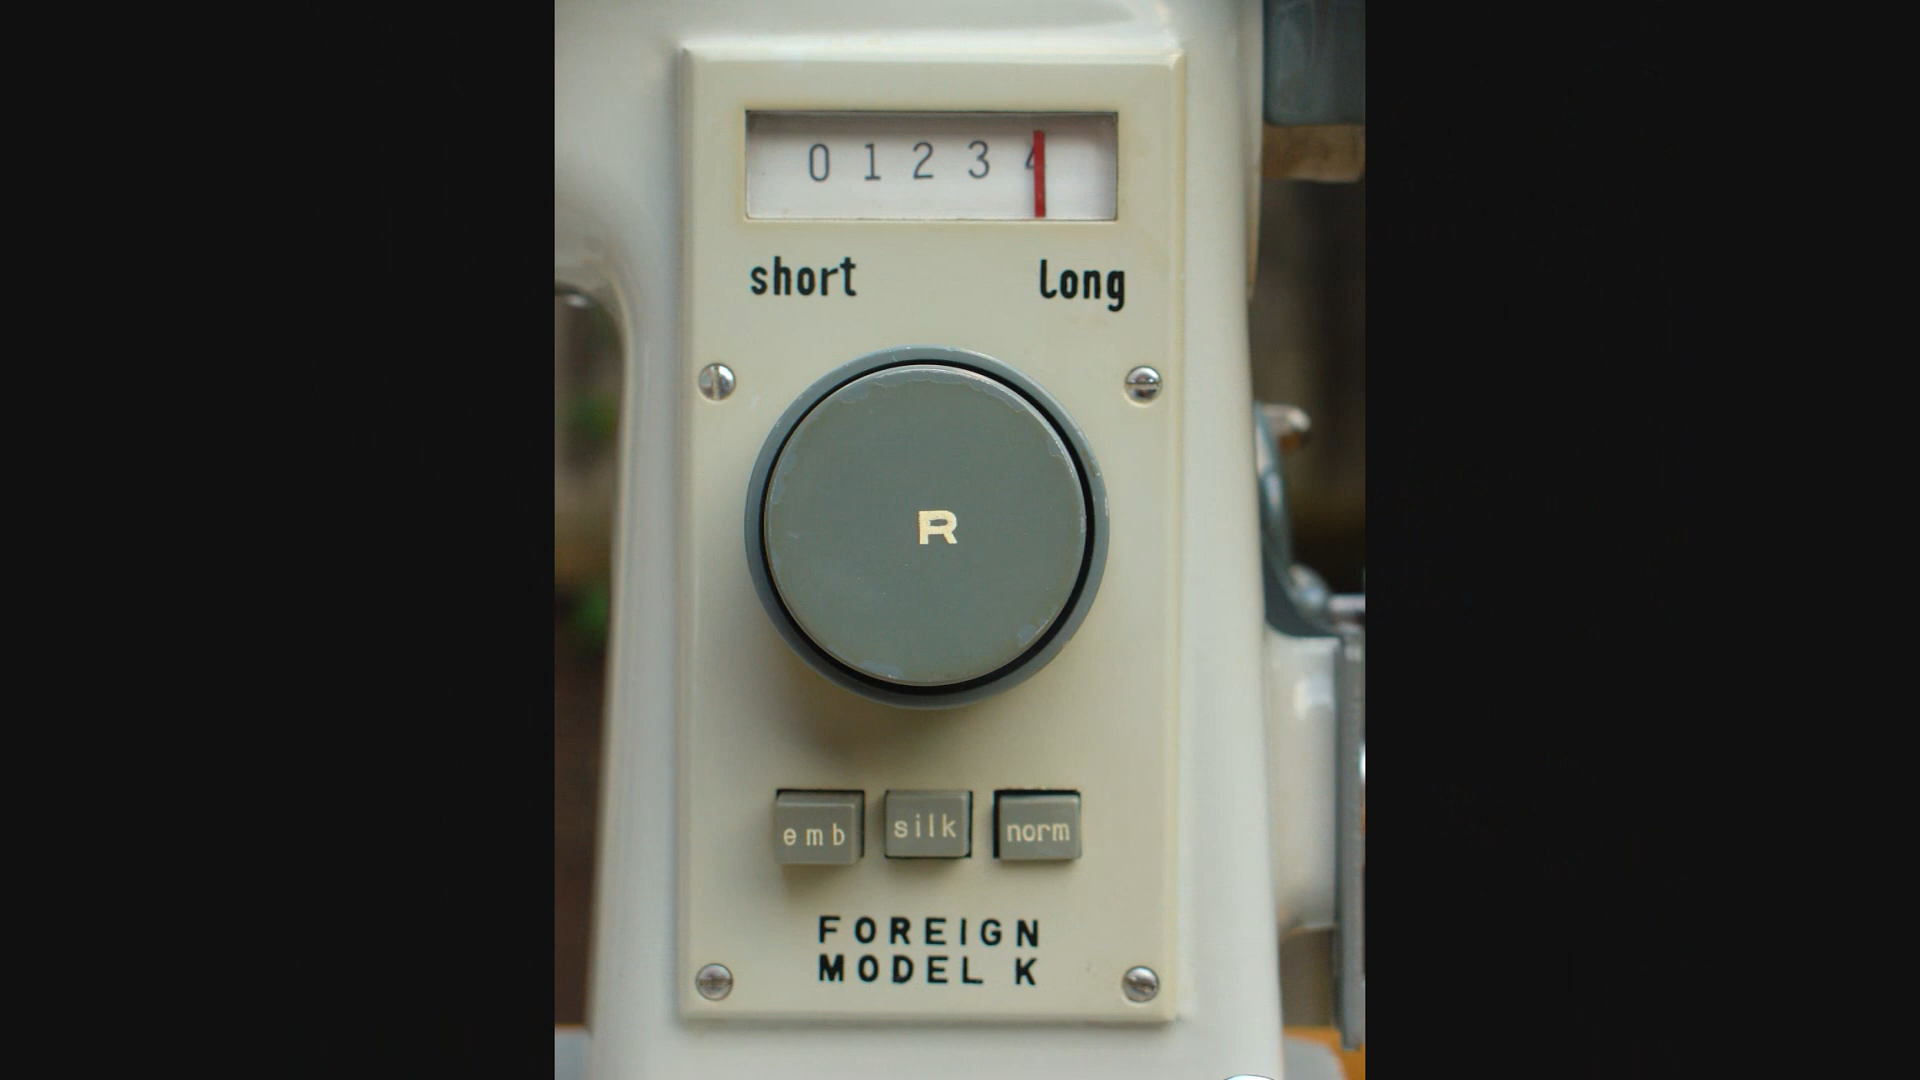 0 1 2 3 4
short long
R
emb silk norm
FOREIGN
MODEL K